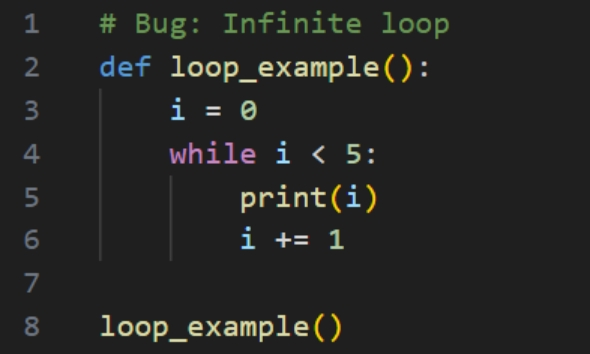 1 # Bug: Infinite loop
2 def loop_example():
3     i = 0
4     while i < 5:
5         print(i)
6         i += 1
7
8 loop_example()